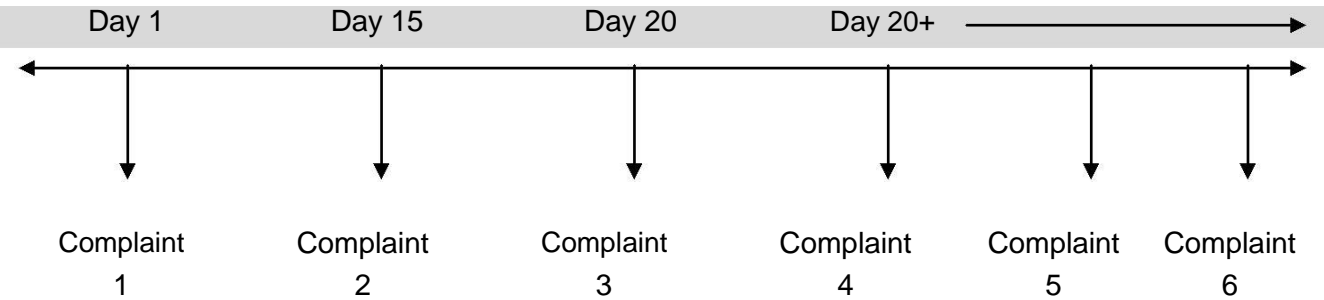 Day 1 Day 15 Day 20 Day 20+
Complaint Complaint Complaint Complaint Complaint Complaint
1 2 3 4 5 6